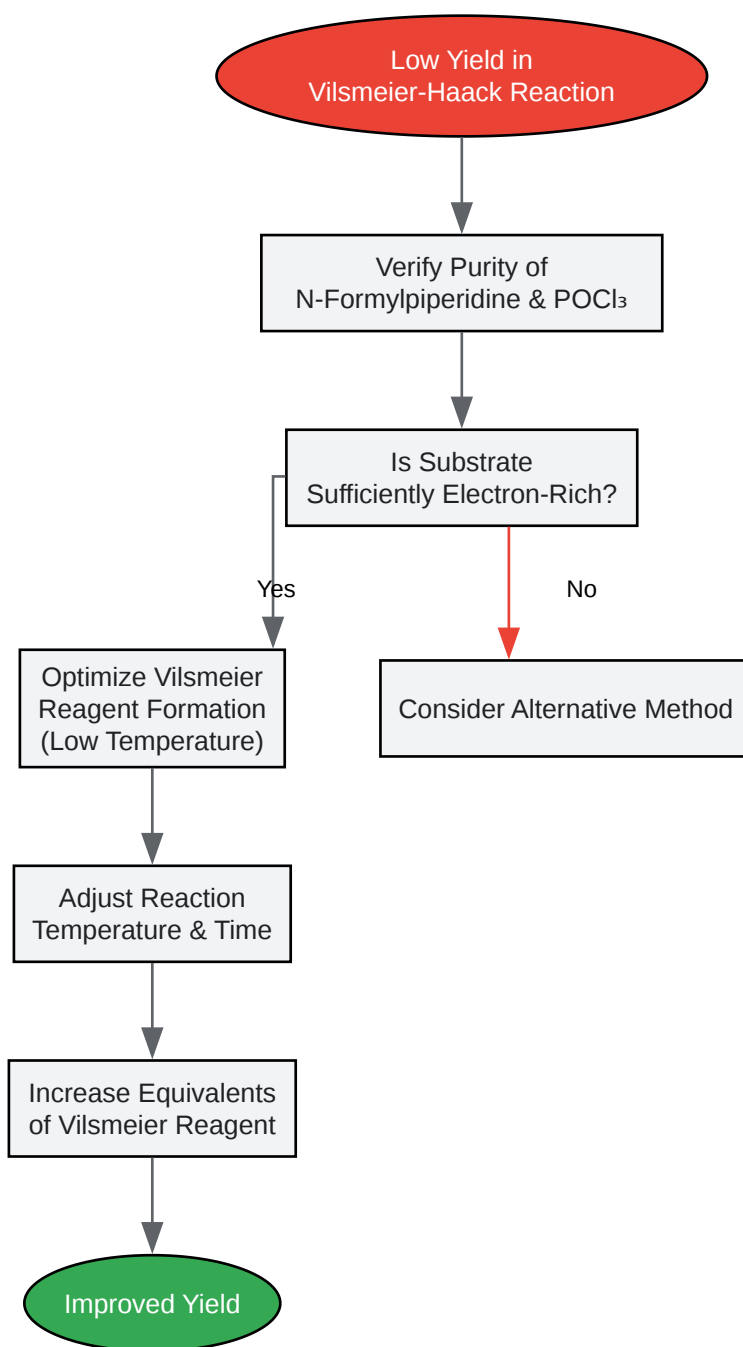 Low Yield in
Vilsmeier-Haack Reaction
Verify Purity of
N-Formylpiperidine & POCl₃
Is Substrate
Sufficiently Electron-Rich?
Yes
No
Optimize Vilsmeier
Reagent Formation
(Low Temperature)
Consider Alternative Method
Adjust Reaction
Temperature & Time
Increase Equivalents
of Vilsmeier Reagent
Improved Yield